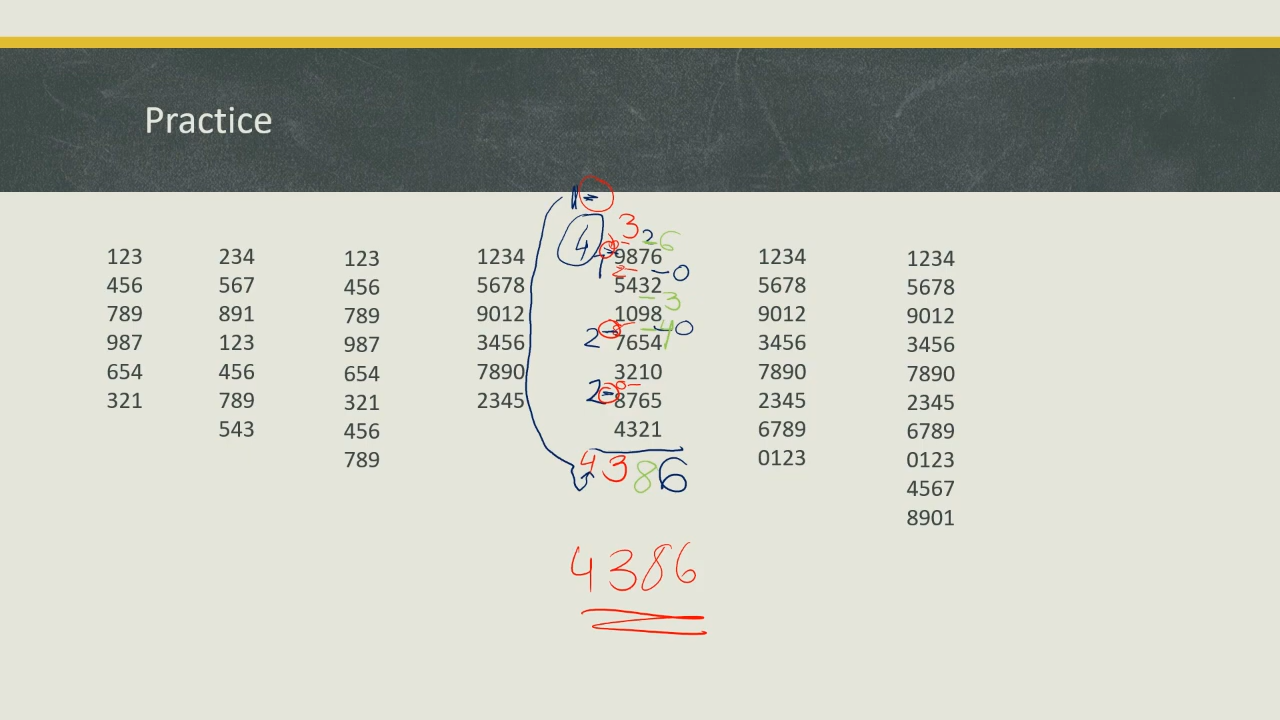 Practice
123 234 123 1234 9876 1234 1234
456 567 456 5678 5432 5678 5678
789 891 789 9012 1098 9012 9012
987 123 987 3456 7654 3456 3456
654 456 654 7890 3210 7890 7890
321 789 321 2345 8765 2345 2345
543 456 4321 6789 6789
789 0123 0123
4386
4567
8901
4386